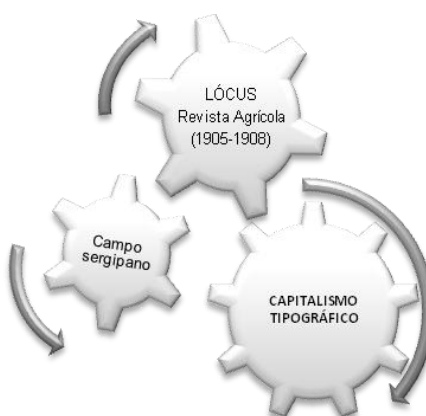 LÓCUS
Revista Agrícola
(1905-1908)
Campo
sergipano
CAPITALISMO
TIPOGRÁFICO